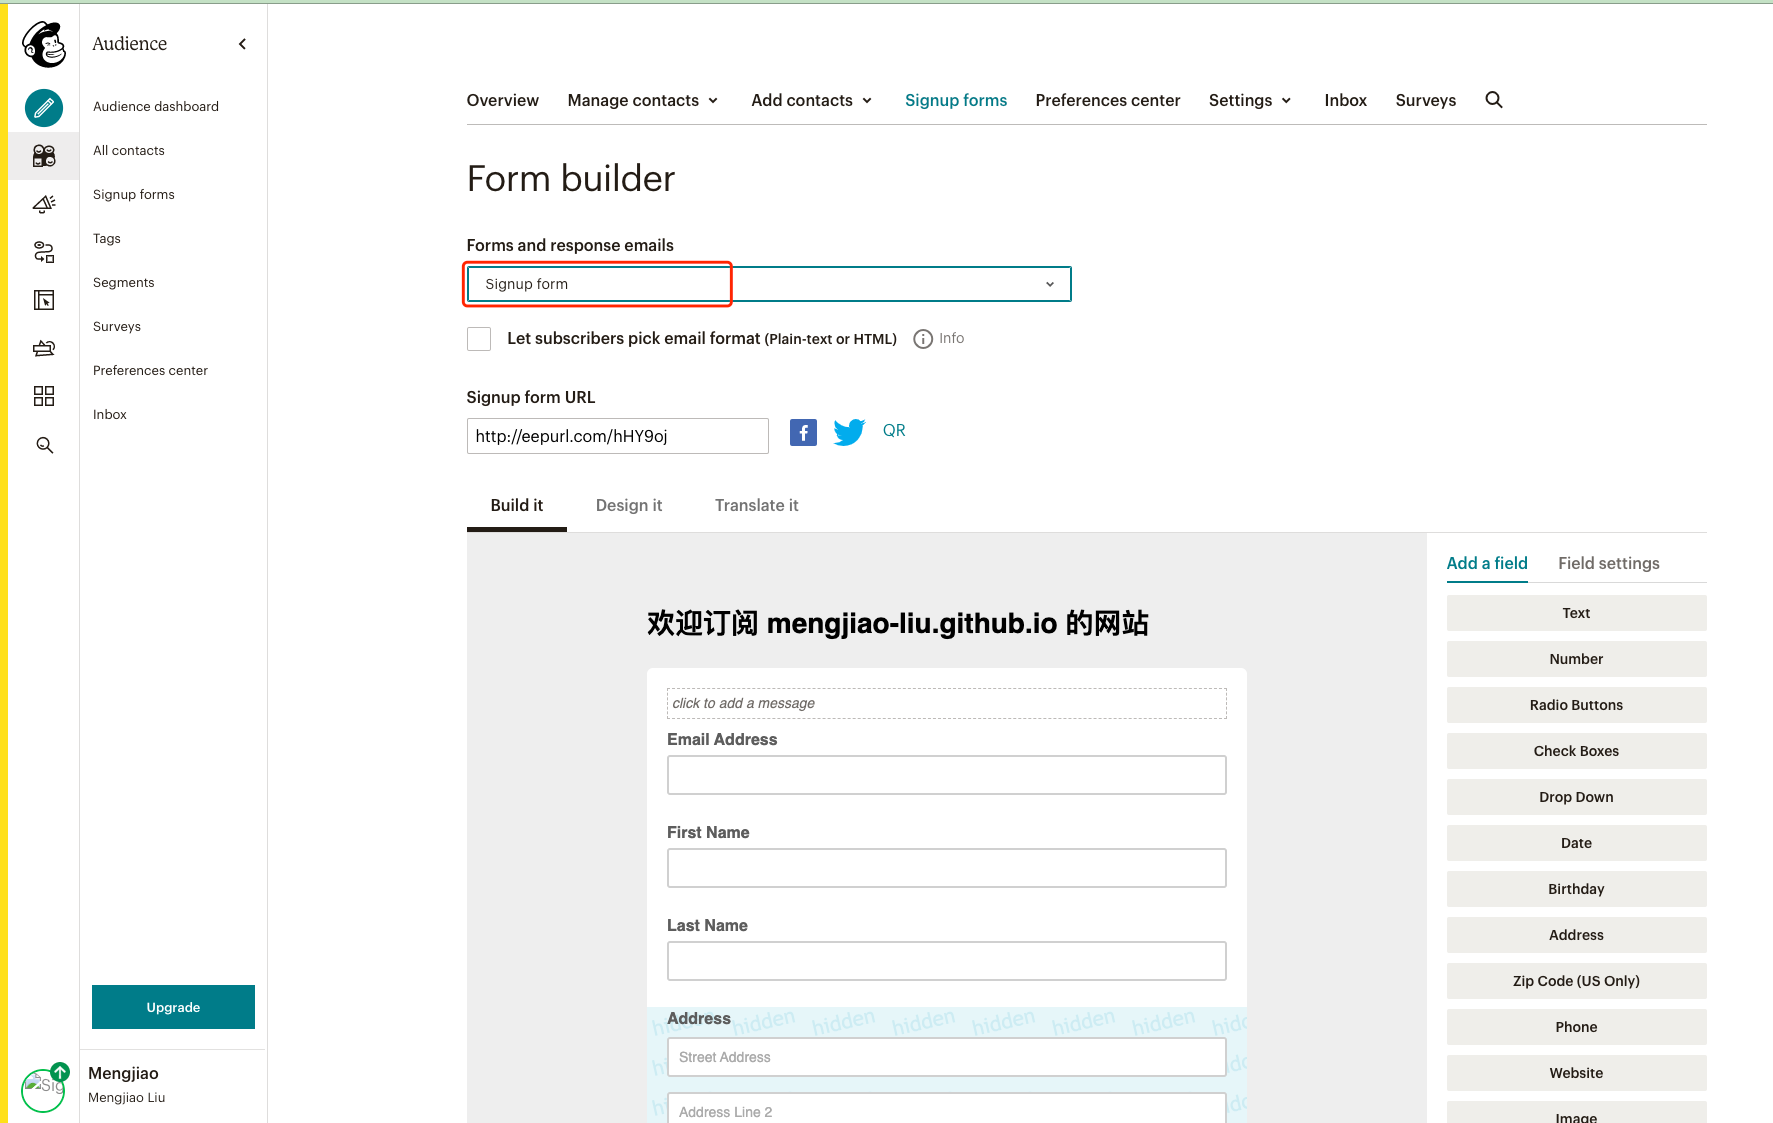 Audience
Audience dashboard
All contacts
Signup forms
Tags
Segments
Surveys
Preferences center
Inbox
Upgrade
Sig
Mengjiao
Mengjiao Liu
Overview Manage contacts Add contacts Signup forms Preferences center Settings Inbox Surveys
Form builder
Forms and response emails
Signup form
Let subscribers pick email format (Plain-text or HTML) Info
Signup form URL
http://eepurl.com/hHY9oj QR
Build it Design it Translate it
欢迎订阅 mengjiao-liu.github.io 的网站
click to add a message
Email Address
First Name
Last Name
Address
hidden hidden hidden hidden hidden hidden
Street Address
Address Line 2
Add a field Field settings
Text
Number
Radio Buttons
Check Boxes
Drop Down
Date
Birthday
Address
Zip Code (US Only)
Phone
Website
Image